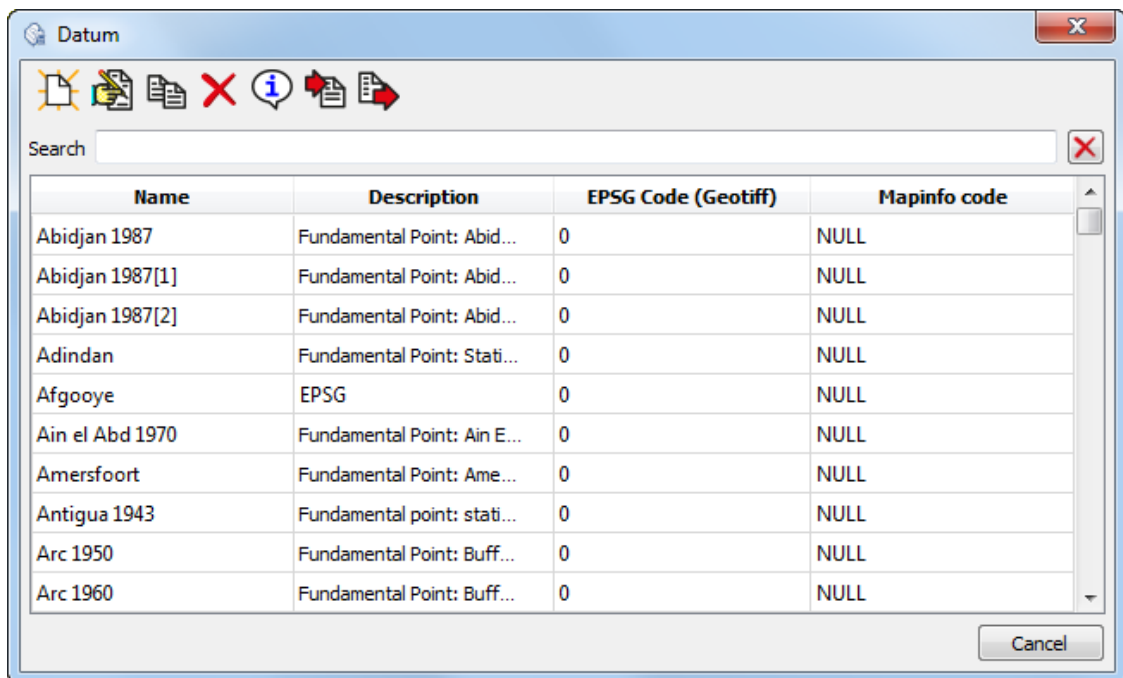 Datum
Search
Name Description EPSG Code (Geotiff) Mapinfo code
Abidjan 1987 Fundamental Point: Abid... 0 NULL
Abidjan 1987[1] Fundamental Point: Abid... 0 NULL
Abidjan 1987[2] Fundamental Point: Abid... 0 NULL
Adindan Fundamental Point: Stati... 0 NULL
Afgooye EPSG 0 NULL
Ain el Abd 1970 Fundamental Point: Ain E... 0 NULL
Amersfoort Fundamental Point: Ame... 0 NULL
Antigua 1943 Fundamental point: stati... 0 NULL
Arc 1950 Fundamental Point: Buff... 0 NULL
Arc 1960 Fundamental Point: Buff... 0 NULL
Cancel